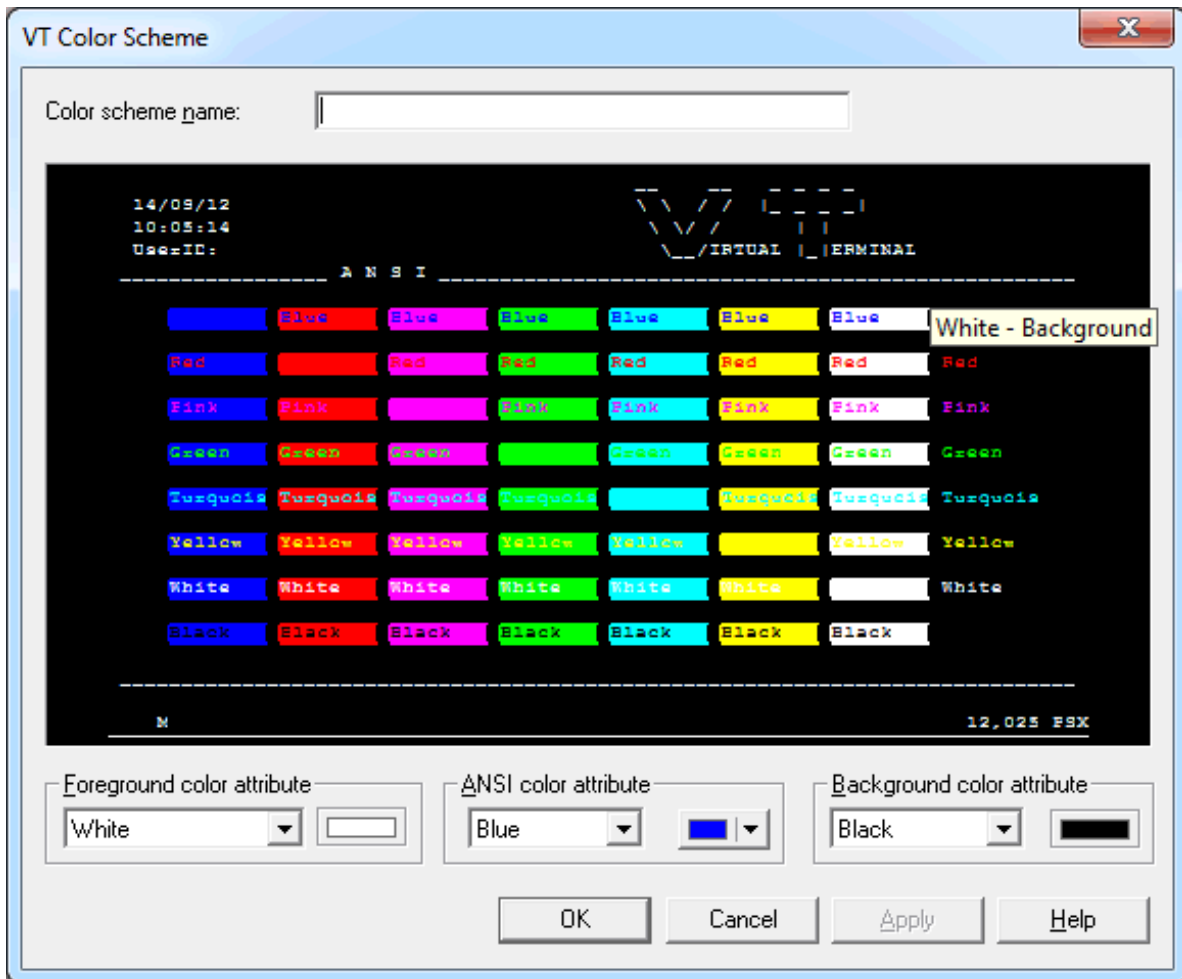 VT Color Scheme
Color scheme name:
14/09/12
10:05:14
UserID:
VIRTUAL TERMINAL
A N S I
Blue Blue Blue Blue Blue Blue
White - Background
Red Red Red Red Red Red Red
Pink Pink Pink Pink Pink Pink Pink
Green Green Green Green Green Green Green
Turquois Turquois Turquois Turquois Turquois Turquois Turquois
Yellow Yellow Yellow Yellow Yellow Yellow Yellow
White White White White White White White
Black Black Black Black Black Black Black
M 12,025 PSX
Foreground color attribute ANSI color attribute Background color attribute
White Blue Black
OK Cancel Apply Help